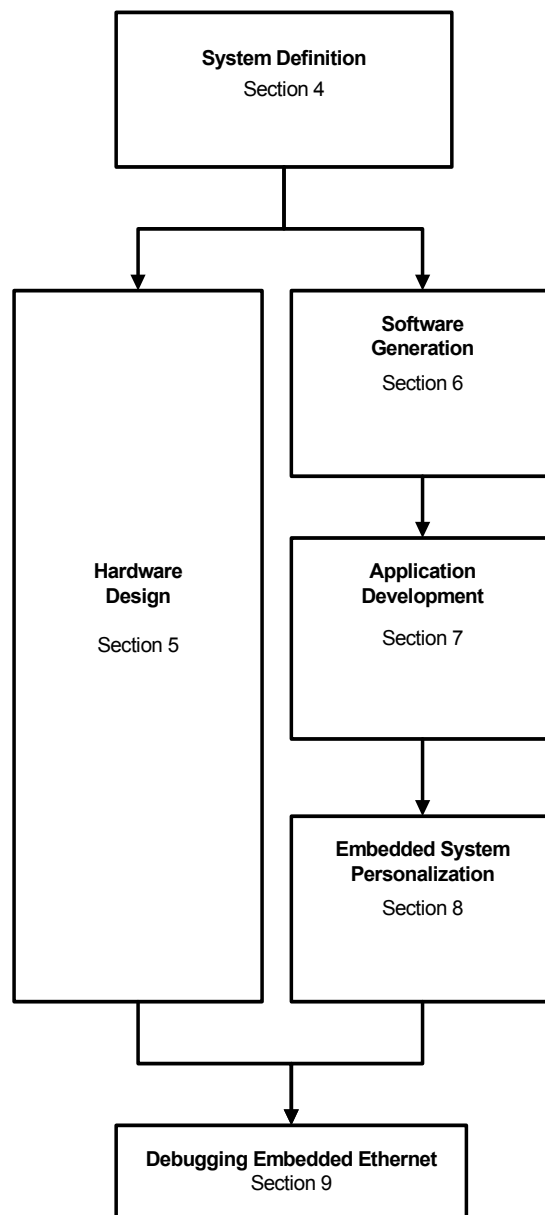 System Definition
Section 4
Software
Generation
Section 6
Hardware
Design
Section 5
Application
Development
Section 7
Embedded System
Personalization
Section 8
Debugging Embedded Ethernet
Section 9